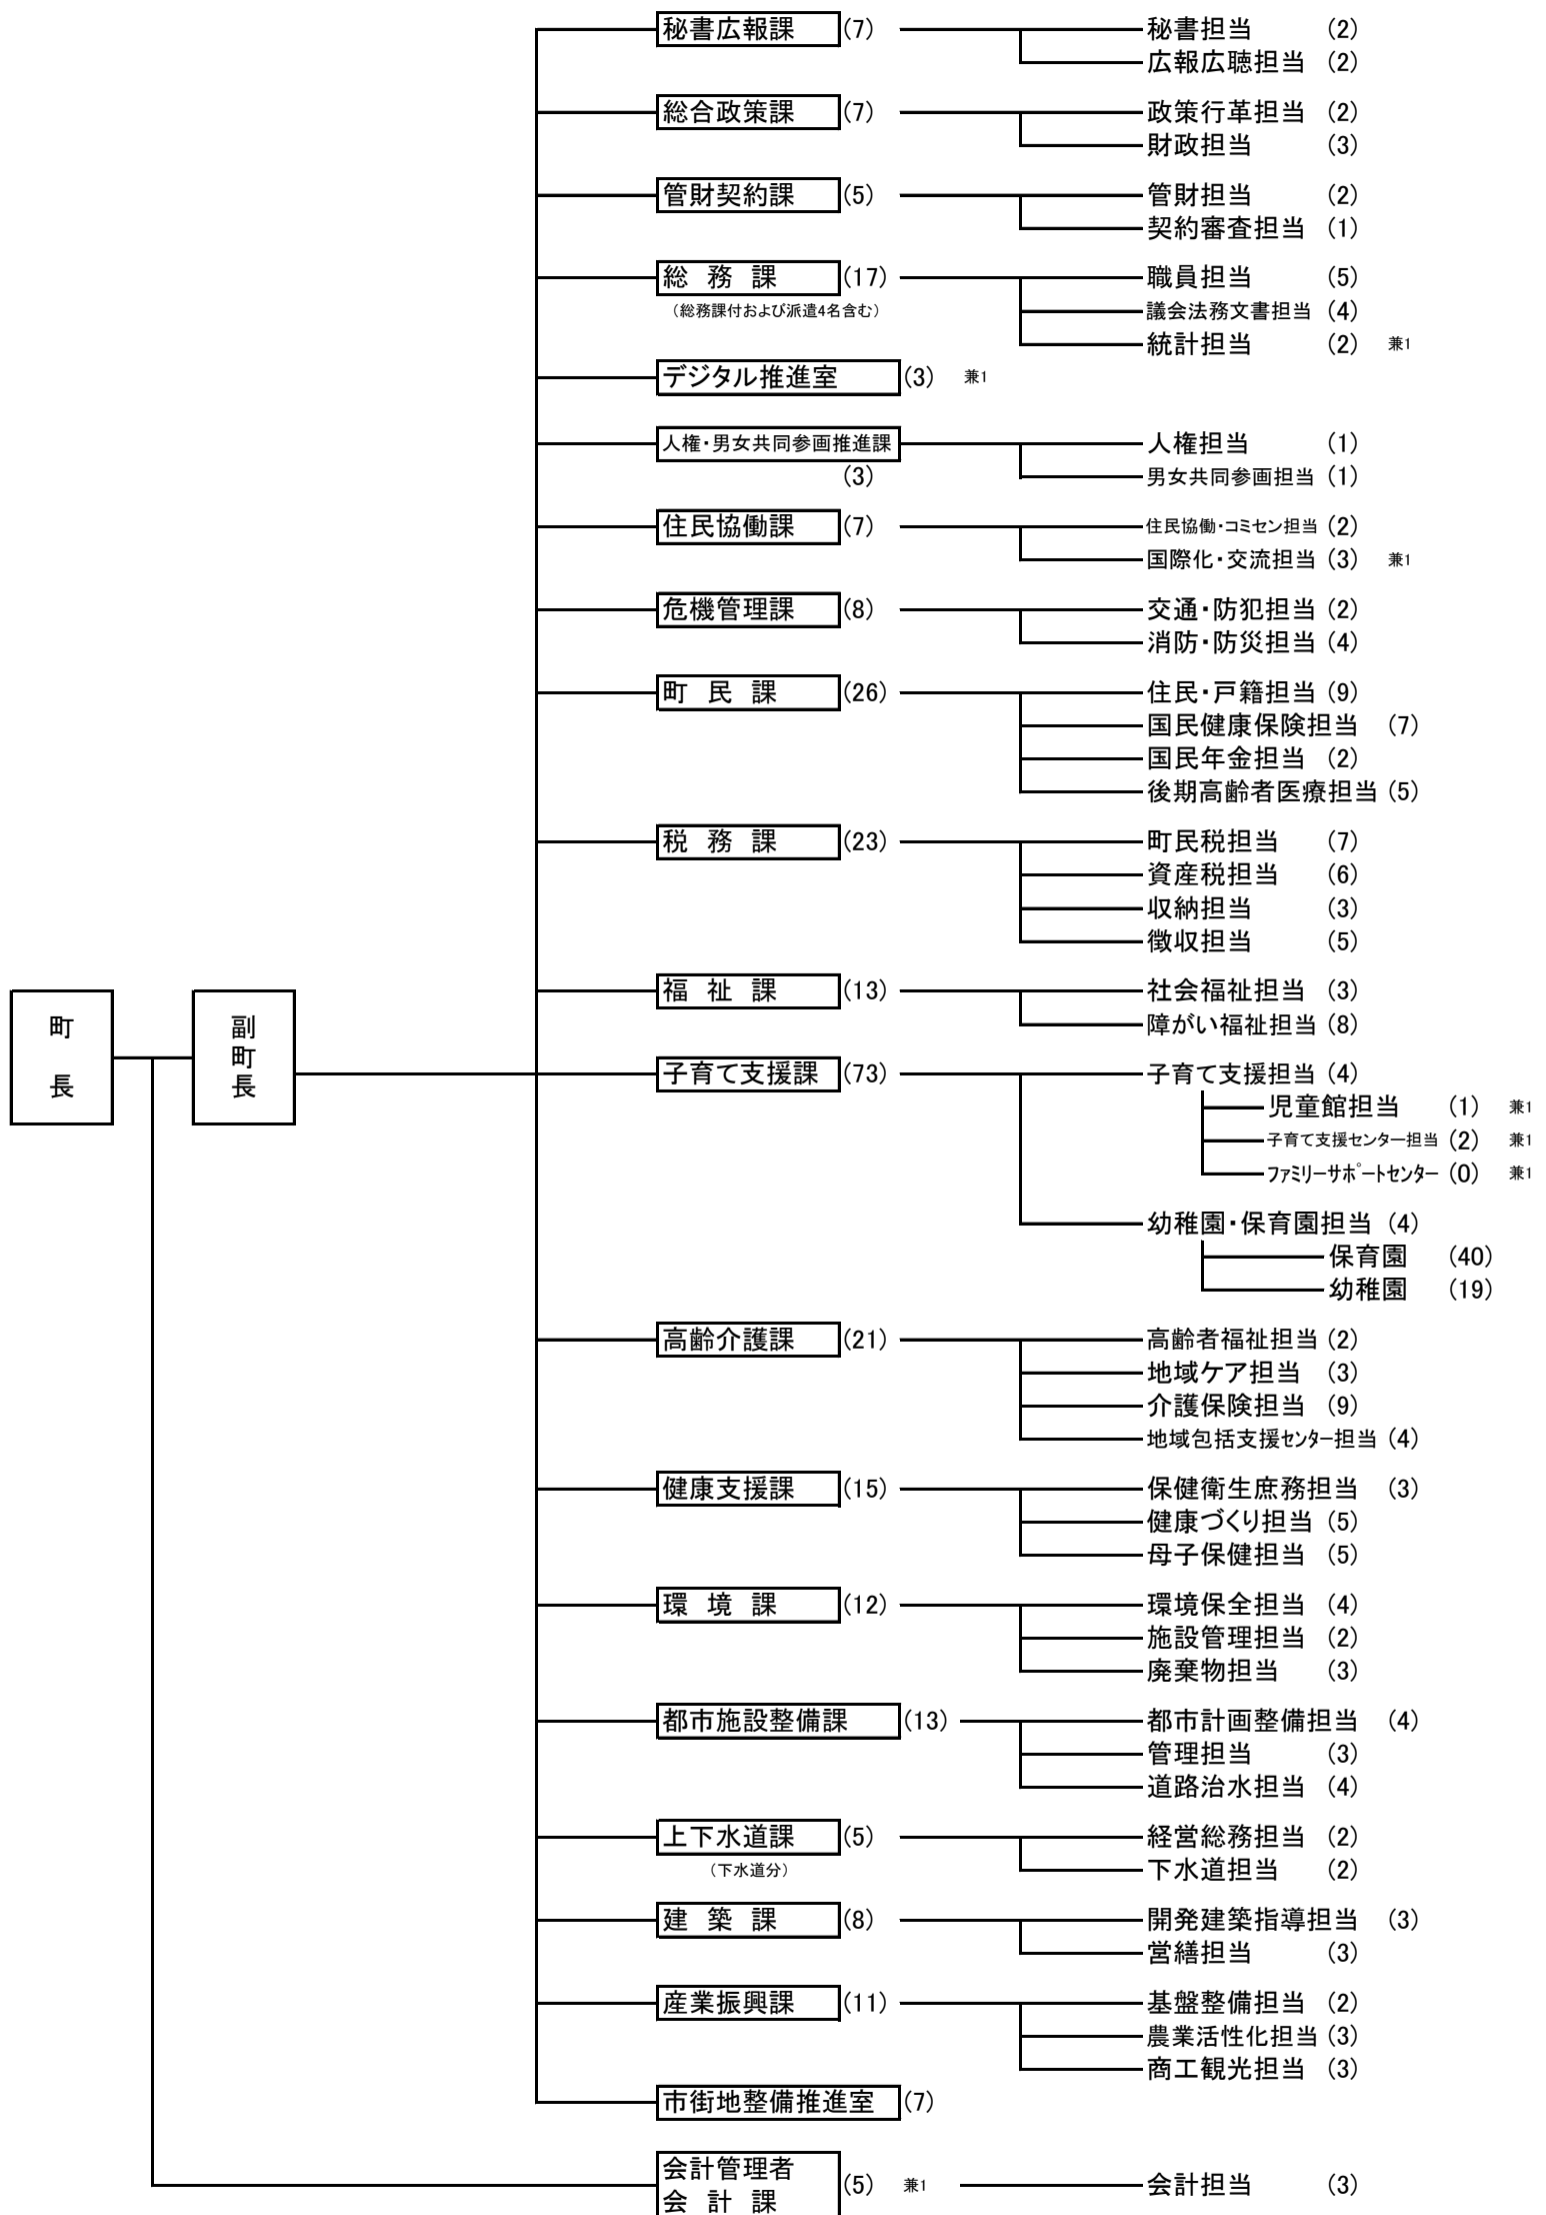 秘書広報課 (7) 秘書担当 (2)
広報広聴担当 (2)
総合政策課 (7) 政策行革担当 (2)
財政担当 (3)
管財契約課 (5) 管財担当 (2)
契約審査担当 (1)
総 務 課 (17) 職員担当 (5)
(総務課付および派遣4名含む) 議会法務文書担当 (4)
統計担当 (2) 兼1
デジタル推進室 (3) 兼1
人権・男女共同参画推進課 人権担当 (1)
(3) 男女共同参画担当 (1)
住民協働課 (7) 住民協働・コミセン担当 (2)
国際化・交流担当 (3) 兼1
危機管理課 (8) 交通・防犯担当 (2)
消防・防災担当 (4)
町 民 課 (26) 住民・戸籍担当 (9)
国民健康保険担当 (7)
国民年金担当 (2)
後期高齢者医療担当 (5)
税 務 課 (23) 町民税担当 (7)
資産税担当 (6)
収納担当 (3)
徴収担当 (5)
福 祉 課 (13) 社会福祉担当 (3)
障がい福祉担当 (8)
町長
副町長
子育て支援課 (73) 子育て支援担当 (4)
児童館担当 (1) 兼1
子育て支援センター担当 (2) 兼1
ファミリーサポートセンター (0) 兼1
幼稚園・保育園担当 (4)
保育園 (40)
幼稚園 (19)
高齢介護課 (21) 高齢者福祉担当 (2)
地域ケア担当 (3)
介護保険担当 (9)
地域包括支援センター担当 (4)
健康支援課 (15) 保健衛生庶務担当 (3)
健康づくり担当 (5)
母子保健担当 (5)
環 境 課 (12) 環境保全担当 (4)
施設管理担当 (2)
廃棄物担当 (3)
都市施設整備課 (13) 都市計画整備担当 (4)
管理担当 (3)
道路治水担当 (4)
上下水道課 (5) 経営総務担当 (2)
(下水道分) 下水道担当 (2)
建 築 課 (8) 開発建築指導担当 (3)
営繕担当 (3)
産業振興課 (11) 基盤整備担当 (2)
農業活性化担当 (3)
商工観光担当 (3)
市街地整備推進室 (7)
会計管理者
会 計 課 (5) 兼1 会計担当 (3)